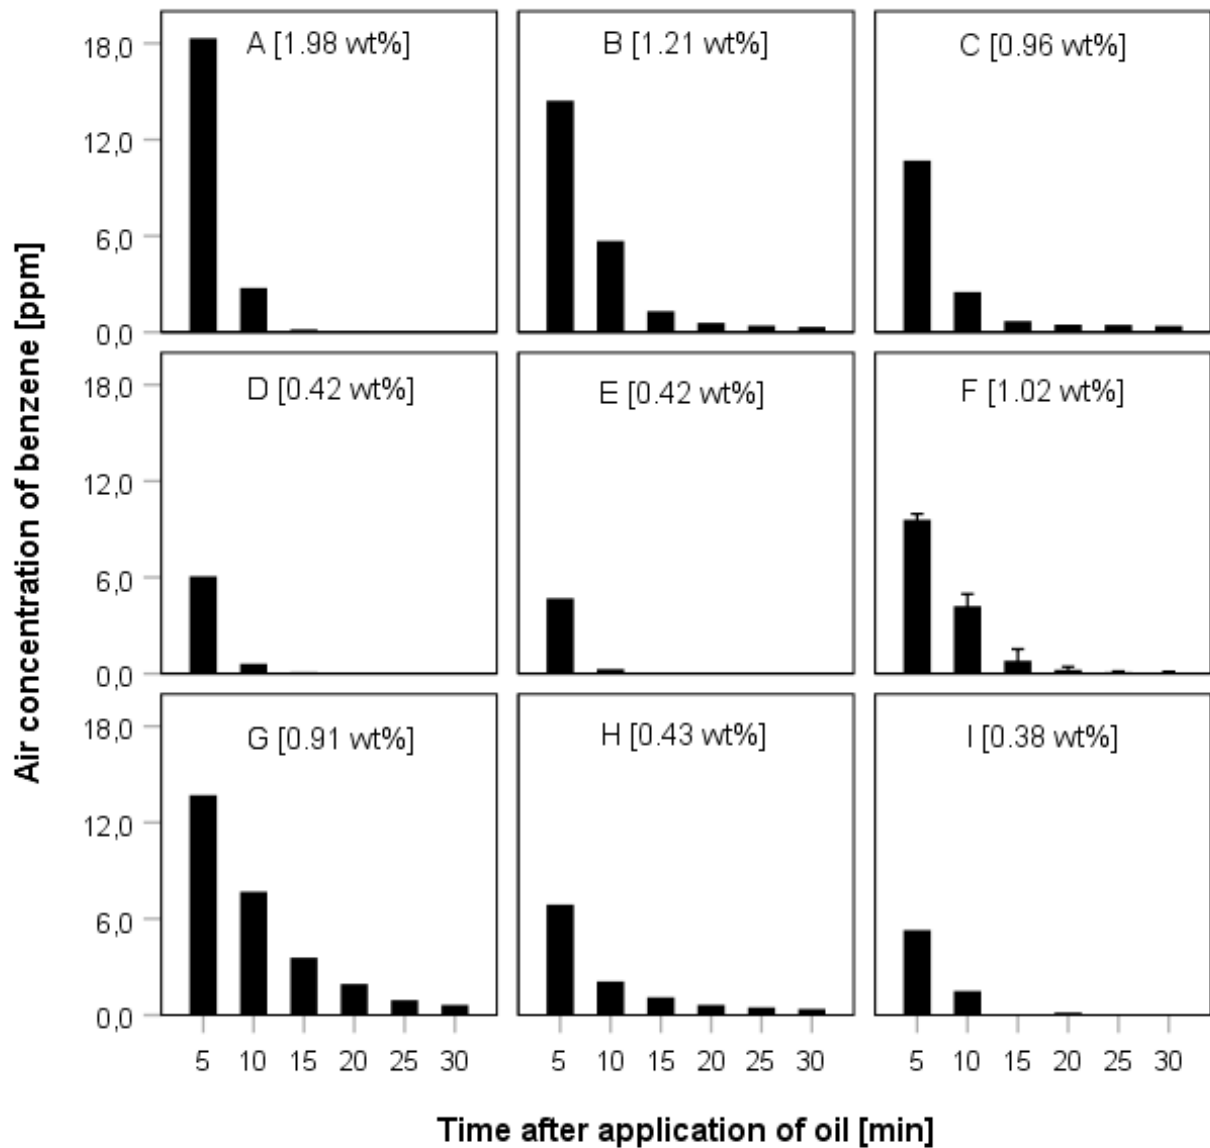 Air concentration of benzene [ppm]
18,0
12,0
6,0
0,0
A [1.98 wt%]
B [1.21 wt%]
C [0.96 wt%]
18,0
12,0
6,0
0,0
D [0.42 wt%]
E [0.42 wt%]
F [1.02 wt%]
18,0
12,0
6,0
0,0
G [0.91 wt%]
H [0.43 wt%]
I [0.38 wt%]
5 10 15 20 25 30
5 10 15 20 25 30
5 10 15 20 25 30
Time after application of oil [min]